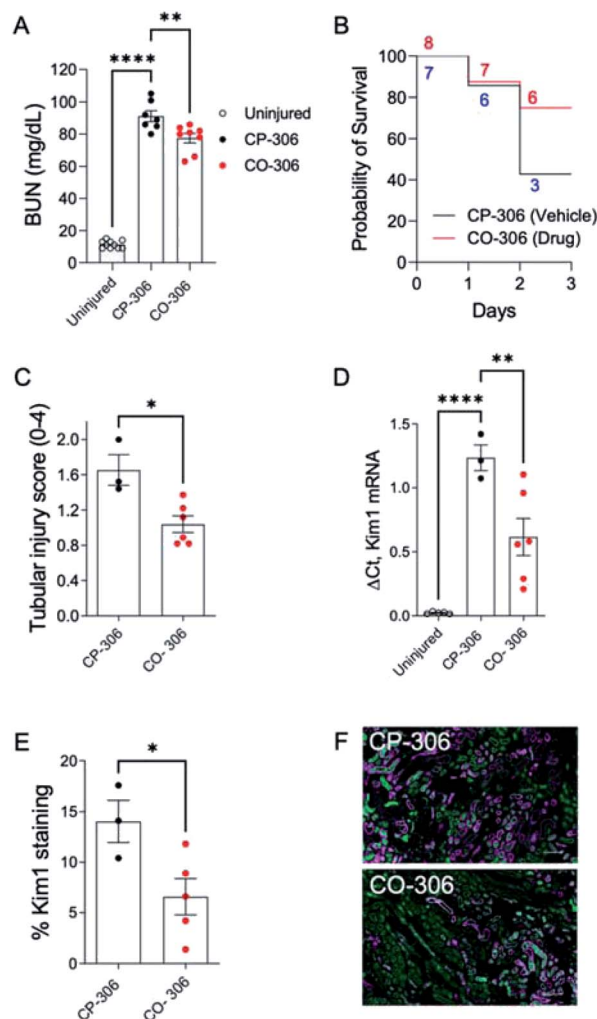 A
BUN (mg/dL)
120
100
80
60
40
20
0
****
**
Uninjured
CP-306
CO-306
Uninjured
CP-306
CO-306
B
Probability of Survival
100
80
60
40
20
0
8
7
7
6
6
3
CP-306 (Vehicle)
CO-306 (Drug)
0
1
2
3
Days
C
Tubular injury score (0-4)
2.0
1.6
1.2
0.8
0.4
0.0
*
CP-306
CO- 306
D
ΔCt, Kim1 mRNA
1.5
1.0
0.5
0.0
****
**
Uninjured
CP-306
CO- 306
E
% Kim1 staining
20
15
10
5
0
*
CP-306
CO- 306
F
CP-306
CO-306